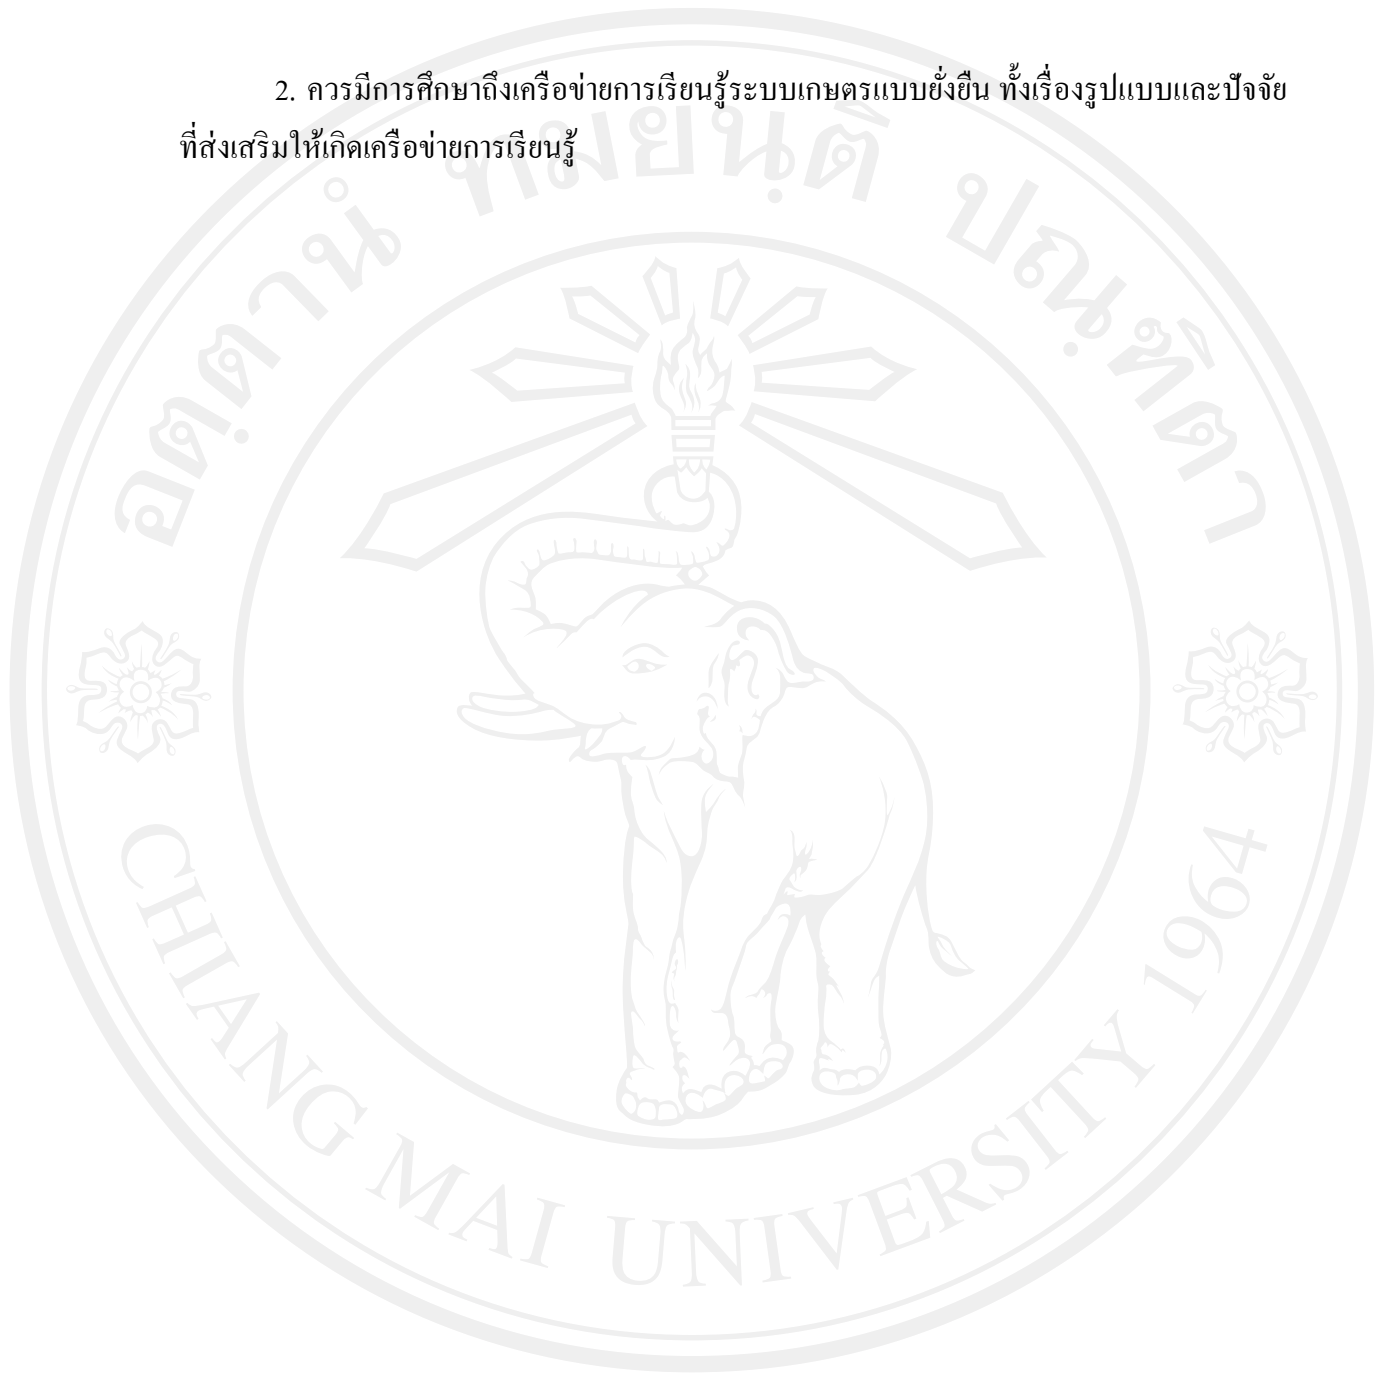 2. ควรมีการศึกษาถึงเครือข่ายการเรียนรู้ระบบเกษตรแบบยั่งยืน ทั้งเรื่องรูปแบบและปัจจัย
ที่ส่งเสริมให้เกิดเครือข่ายการเรียนรู้
อตฺตานํ ทมยนฺติ ปณฺฑิตา
CHIANG MAI UNIVERSITY 1964